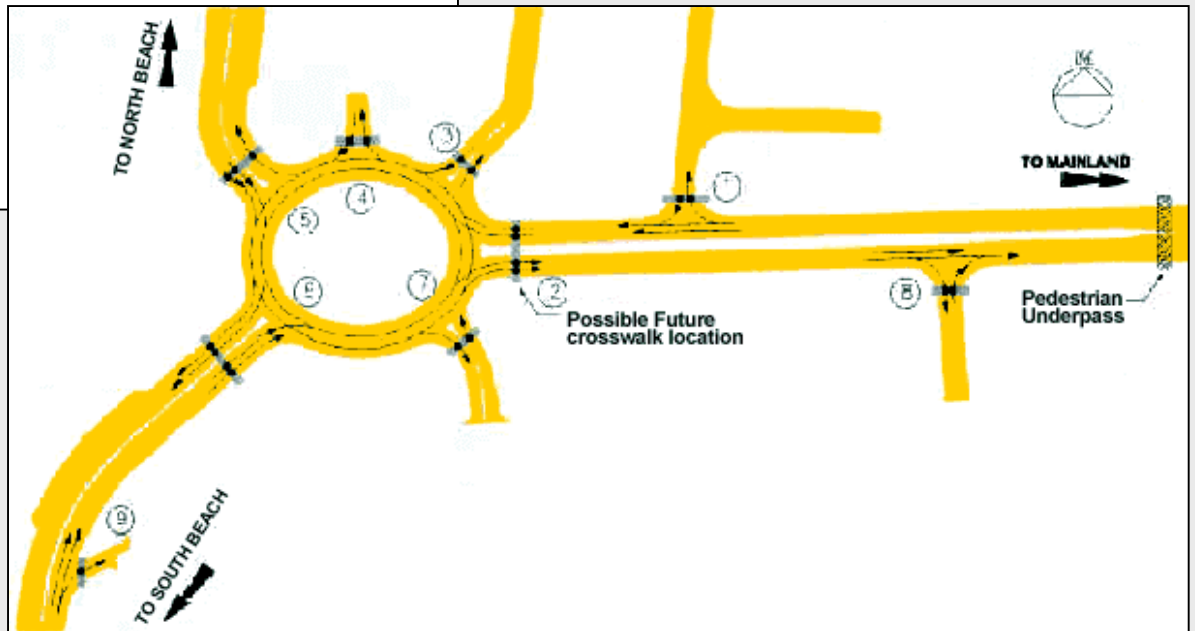 TO NORTH BEACH
TO MAINLAND
3
1
4
5
6
7
2
8
Possible Future
crosswalk location
Pedestrian
Underpass
9
TO SOUTH BEACH